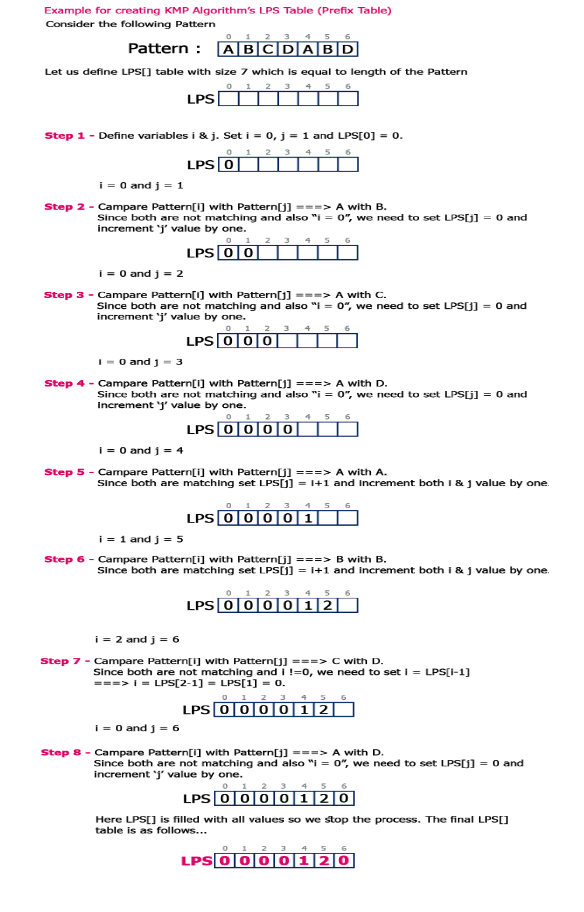 Example for creating KMP Algorithm's LPS Table (Prefix Table)
Consider the following Pattern
0 1 2 3 4 5 6
Pattern : A B C D A B D
Let us define LPS[] table with size 7 which is equal to length of the Pattern
0 1 2 3 4 5 6
LPS
Step 1 - Define variables i & j. Set i = 0, j = 1 and LPS[0] = 0.
0 1 2 3 4 5 6
LPS 0
i = 0 and j = 1
Step 2 - Campare Pattern[i] with Pattern[j] ===> A with B.
Since both are not matching and also "i = 0", we need to set LPS[j] = 0 and
increment 'j' value by one.
0 1 2 3 4 5 6
LPS 0 0
i = 0 and j = 2
Step 3 - Campare Pattern[i] with Pattern[j] ===> A with C.
Since both are not matching and also "i = 0", we need to set LPS[j] = 0 and
increment 'j' value by one.
0 1 2 3 4 5 6
LPS 0 0 0
i = 0 and j = 3
Step 4 - Campare Pattern[i] with Pattern[j] ===> A with D.
Since both are not matching and also "i = 0", we need to set LPS[j] = 0 and
increment 'j' value by one.
0 1 2 3 4 5 6
LPS 0 0 0 0
i = 0 and j = 4
Step 5 - Campare Pattern[i] with Pattern[j] ===> A with A.
Since both are matching set LPS[j] = i+1 and increment both i & j value by one.
0 1 2 3 4 5 6
LPS 0 0 0 0 1
i = 1 and j = 5
Step 6 - Campare Pattern[i] with Pattern[j] ===> B with B.
Since both are matching set LPS[j] = i+1 and increment both i & j value by one.
0 1 2 3 4 5 6
LPS 0 0 0 0 1 2
i = 2 and j = 6
Step 7 - Campare Pattern[i] with Pattern[j] ===> C with D.
Since both are not matching and i !=0, we need to set i = LPS[i-1]
===> i = LPS[2-1] = LPS[1] = 0.
0 1 2 3 4 5 6
LPS 0 0 0 0 1 2
i = 0 and j = 6
Step 8 - Campare Pattern[i] with Pattern[j] ===> A with D.
Since both are not matching and also "i = 0", we need to set LPS[j] = 0 and
increment 'j' value by one.
0 1 2 3 4 5 6
LPS 0 0 0 0 1 2 0
Here LPS[] is filled with all values so we stop the process. The final LPS[]
table is as follows...
0 1 2 3 4 5 6
LPS 0 0 0 0 1 2 0